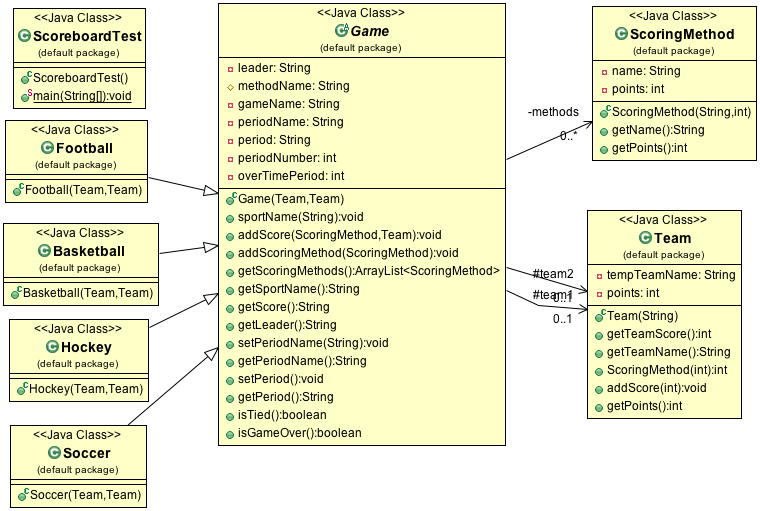 <<Java Class>>
ScoreboardTest
(default package)
ScoreboardTest()
main(String[]):void
<<Java Class>>
Football
(default package)
Football(Team,Team)
<<Java Class>>
Basketball
(default package)
Basketball(Team,Team)
<<Java Class>>
Hockey
(default package)
Hockey(Team,Team)
<<Java Class>>
Soccer
(default package)
Soccer(Team,Team)
<<Java Class>>
Game
(default package)
leader: String
methodName: String
gameName: String
periodName: String
period: String
periodNumber: int
overTimePeriod: int
Game(Team,Team)
sportName(String):void
addScore(ScoringMethod,Team):void
addScoringMethod(ScoringMethod):void
getScoringMethods():ArrayList<ScoringMethod>
getSportName():String
getScore():String
getLeader():String
setPeriodName(String):void
getPeriodName():String
setPeriod():void
getPeriod():String
isTied():boolean
isGameOver():boolean
-methods
0..*
#team2
0..1
#team1
0..1
<<Java Class>>
ScoringMethod
(default package)
name: String
points: int
ScoringMethod(String,int)
getName():String
getPoints():int
<<Java Class>>
Team
(default package)
tempTeamName: String
points: int
Team(String)
getTeamScore():int
getTeamName():String
ScoringMethod(int):int
addScore(int):void
getPoints():int